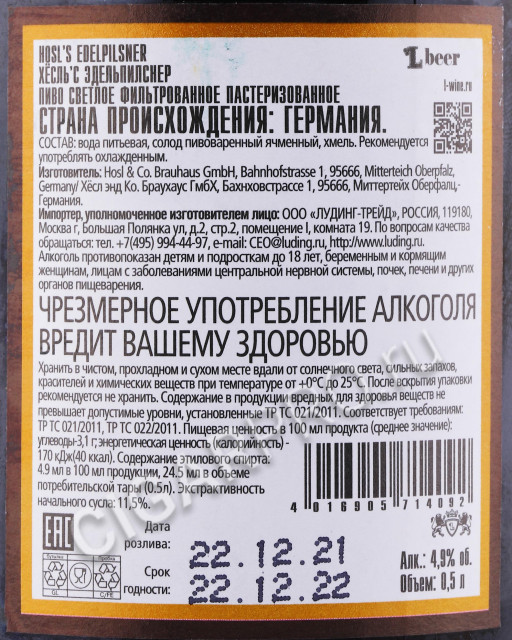 HOSL'S EDELPILSNER
ХЁСЛЬ'С ЭДЕЛЬПИЛСНЕР
ПИВО СВЕТЛОЕ ФИЛЬТРОВАННОЕ ПАСТЕРИЗОВАННОЕ
СТРАНА ПРОИСХОЖДЕНИЯ: ГЕРМАНИЯ.
L beer
l-wine.ru
СОСТАВ: вода питьевая, солод пивоваренный ячменный, хмель. Рекомендуется
употреблять охлажденным.
Изготовитель: Hosl & Co. Brauhaus GmbH, Bahnhofstrasse 1, 95666, Mitterteich Oberpfalz,
Germany/ Хёсл энд Ко. Браухаус ГмбХ, Бахнховстрассе 1, 95666, Миттертейх Оберфалц,-
Германия.
Импортер, уполномоченное изготовителем лицо: ООО «ЛУДИНГ-ТРЕЙД», РОССИЯ, 119180,
Москва г, Большая Полянка ул, д.2, стр.2, помещение I, комната 19. По вопросам качества
обращаться: тел. +7(495) 994-44-97, e-mail: CEO@luding.ru, http://www.luding.ru.
Алкоголь противопоказан детям и подросткам до 18 лет, беременным и кормящим
женщинам, лицам с заболеваниями центральной нервной системы, почек, печени и других
органов пищеварения.
ЧРЕЗМЕРНОЕ УПОТРЕБЛЕНИЕ АЛКОГОЛЯ
ВРЕДИТ ВАШЕМУ ЗДОРОВЬЮ
Хранить в чистом, прохладном и сухом месте вдали от солнечного света, сильных запахов,
красителей и химических веществ при температуре от +0°С до 25°С. После вскрытия упаковки
рекомендуется не хранить. Содержание в продукции вредных для здоровья веществ не
превышает допустимые уровни, установленные ТР ТС 021/2011. Соответствует требованиям:
ТР ТС 021/2011, ТР ТС 022/2011. Пищевая ценность в 100 мл продукта (среднее значение):
углеводы-3,1 г; энергетическая ценность (калорийность) -
170 кДж(40 ккал). Содержание этилового спирта:
4.9 мл в 100 мл продукции, 24.5 мл в объеме
потребительской тары (0.5л). Экстрактивность
начального сусла: 11,5%.
4 016905 714092
EAC
Дата
розлива:
22.12.21
Срок
годности:
22.12.22
Бутылка
GL
Пробка
C/FE
Алк.: 4,9% об.
Объем: 0,5 л
CIGARPRO.ru